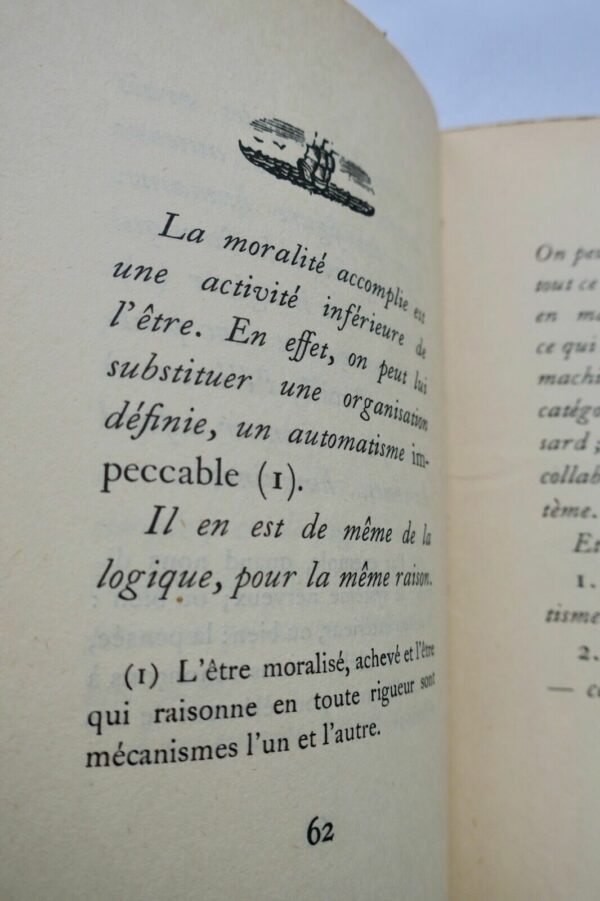 La moralité accomplie est
une activité inférieure de
l'être. En effet, on peut lui
substituer une organisation
définie, un automatisme im-
peccable (1).
Il en est de même de la
logique, pour la même raison.
(1) L'être moralisé, achevé et l'être
qui raisonne en toute rigueur sont
mécanismes l'un et l'autre.
62
On
tout ce
en
ce qui
machi
catégo
sard ;
collab
tème.
Et
1.
tisme
2.
— c